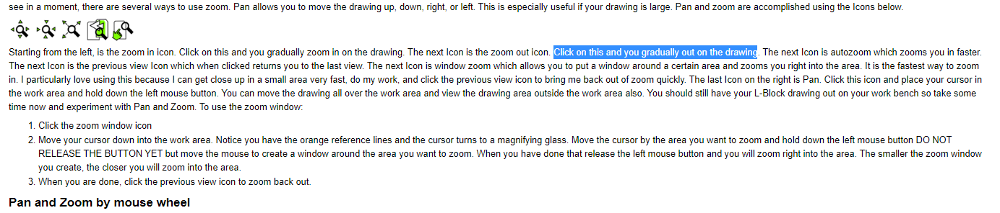 see in a moment, there are several ways to use zoom. Pan allows you to move the drawing up, down, right, or left. This is especially useful if your drawing is large. Pan and zoom are accomplished using the Icons below.
Starting from the left, is the zoom in icon. Click on this and you gradually zoom in on the drawing. The next Icon is the zoom out icon. Click on this and you gradually out on the drawing. The next Icon is autozoom which zooms you in faster.
The next Icon is the previous view Icon which when clicked returns you to the last view. The next Icon is window zoom which allows you to put a window around a certain area and zooms you right into the area. It is the fastest way to zoom
in. I particularly love using this because I can get close up in a small area very fast, do my work, and click the previous view icon to bring me back out of zoom quickly. The last Icon on the right is Pan. Click this icon and place your cursor in
the work area and hold down the left mouse button. You can move the drawing all over the work area and view the drawing area outside the work area also. You should still have your L-Block drawing out on your work bench so take some
time now and experiment with Pan and Zoom. To use the zoom window:
1. Click the zoom window icon
2. Move your cursor down into the work area. Notice you have the orange reference lines and the cursor turns to a magnifying glass. Move the cursor by the area you want to zoom and hold down the left mouse button DO NOT
RELEASE THE BUTTON YET but move the mouse to create a window around the area you want to zoom. When you have done that release the left mouse button and you will zoom right into the area. The smaller the zoom window
you create, the closer you will zoom into the area.
3. When you are done, click the previous view icon to zoom back out.
Pan and Zoom by mouse wheel